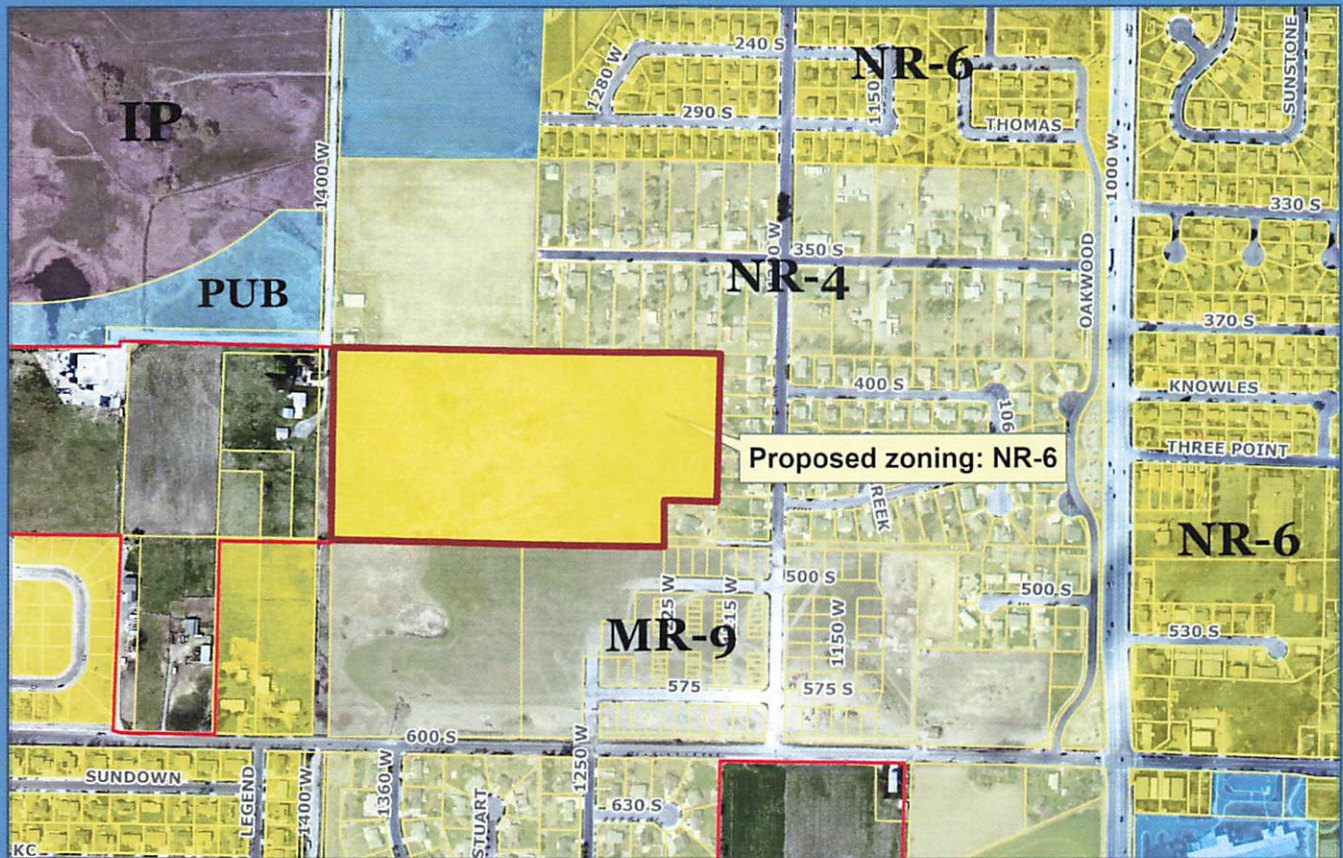 240 S
NR-6
SUNSTONE
1280 W
1150 W
290 S
IP
THOMAS
1400 W
1000 W
330 S
350 S
NR-4
OAKWOOD
PUB
370 S
400 S
KNOWLES
Proposed zoning: NR-6
THREE POINT
REEK
NR-6
500 S
500 S
MR-9
1150 W
530 S
575
575 S
600 S
SUNDOWN
LEGEND
1400 W
1360 W
STUART
1250 W
630 S
KC